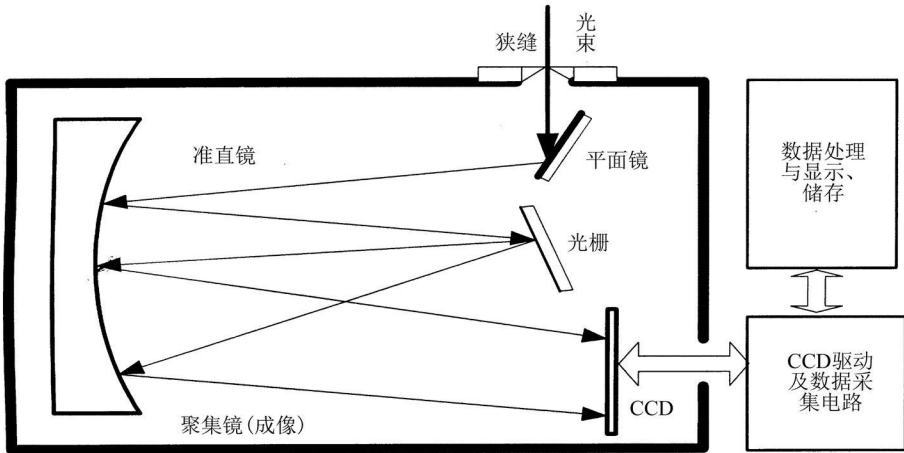 狭缝
光
束
准直镜
平面镜
光栅
聚集镜(成像)
CCD
数据处理
与显示、
储存
CCD驱动
及数据采
集电路